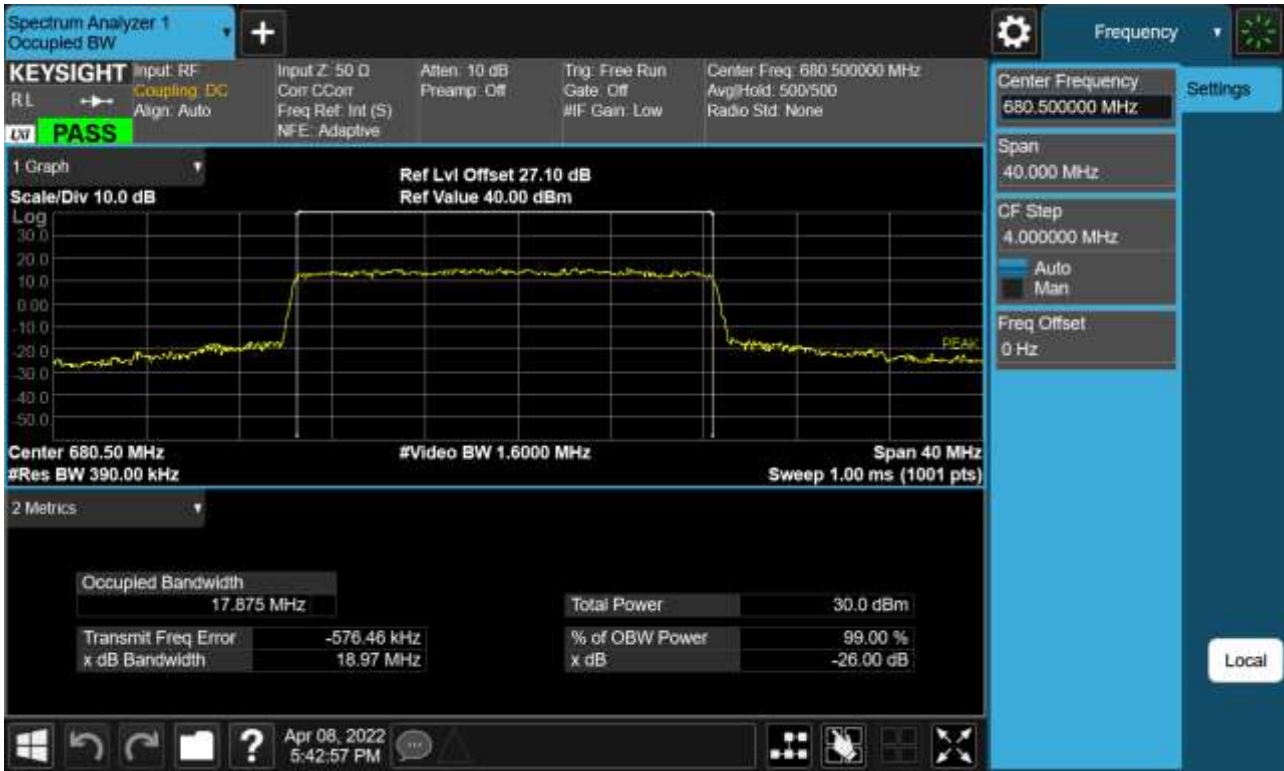 Spectrum Analyzer 1
Occupied BW
+
Frequency
KEYSIGHT
RL
PASS
Input: RF
Coupling: DC
Align: Auto
Input Z: 50 Ω
Corr CCorr
Freq Ref: Int (S)
NFE: Adaptive
Atten: 10 dB
Preamp: Off
Trig: Free Run
Gate: Off
#IF Gain: Low
Center Freq: 680.500000 MHz
Avg|Hold: 500/500
Radio Std: None
Center Frequency
680.500000 MHz
Settings
Span
40.000 MHz
CF Step
4.000000 MHz
Auto
Man
Freq Offset
0 Hz
1 Graph
Scale/Div 10.0 dB
Ref Lvl Offset 27.10 dB
Ref Value 40.00 dBm
Log
30.0
20.0
10.0
0.00
-10.0
-20.0
-30.0
-40.0
-50.0
PEAK
Center 680.50 MHz
#Video BW 1.6000 MHz
Span 40 MHz
#Res BW 390.00 kHz
Sweep 1.00 ms (1001 pts)
2 Metrics
Occupied Bandwidth
17.875 MHz
Total Power 30.0 dBm
Transmit Freq Error -576.46 kHz
% of OBW Power 99.00 %
x dB Bandwidth 18.97 MHz
x dB -26.00 dB
Local
?
Apr 08, 2022
5:42:57 PM